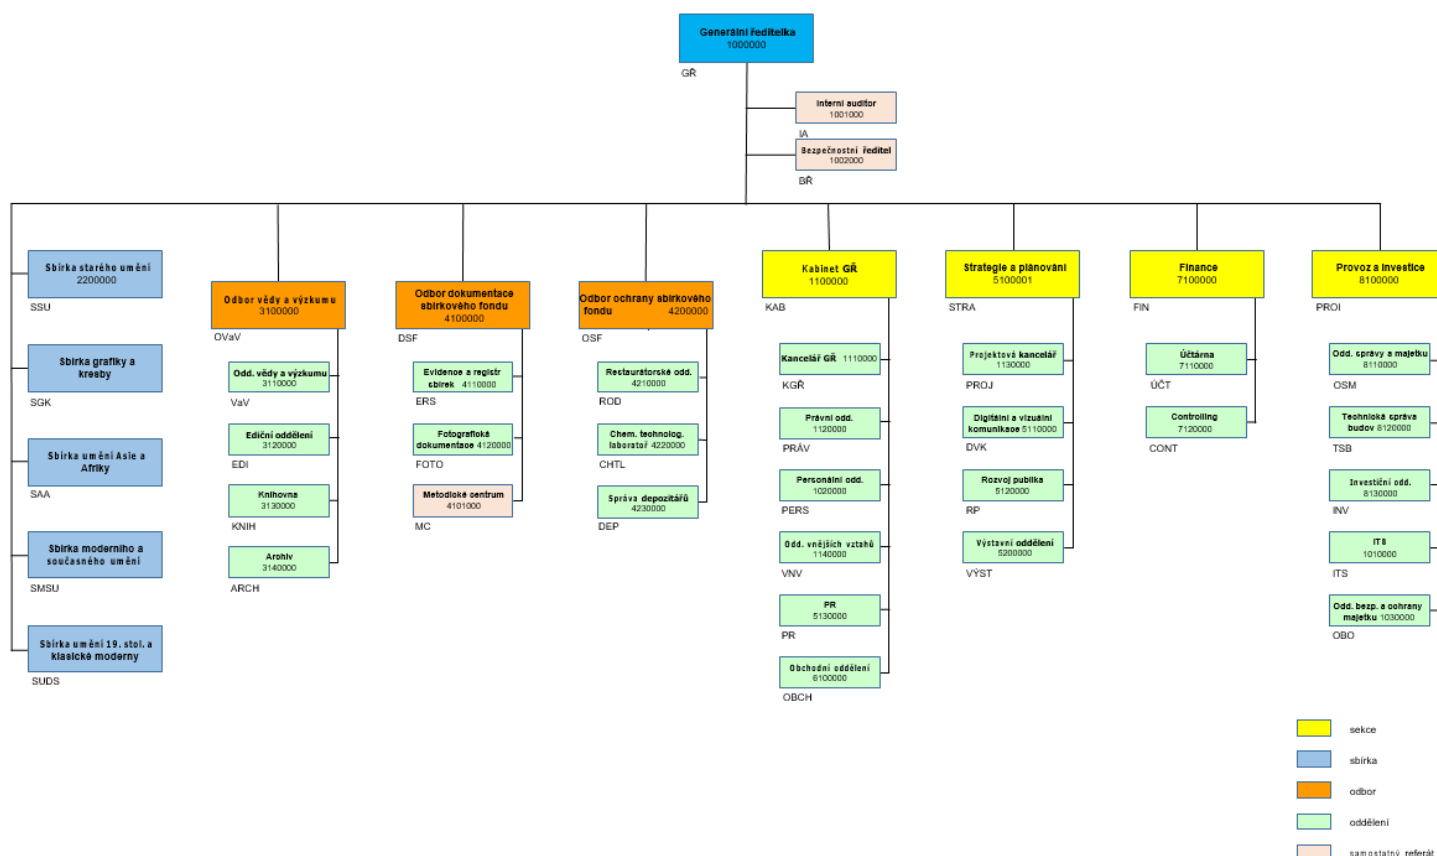 Generální ředitelka
1000000
GŘ
Interní auditor
1001000
IA
Bezpečnostní ředitel
1002000
BŘ
Sbírka starého umění
2200000
SSU
Sbírka grafiky a
kresby
SGK
Sbírka umění Asie a
Afriky
SAA
Sbírka moderního a
současného umění
SMSU
Sbírka umění 19. stol. a
klasické moderny
SUDS
Odbor vědy a výzkumu
3100000
OVaV
Odd. vědy a výzkumu
3110000
VaV
Ediční oddělení
3120000
EDI
Knihovna
3130000
KNIH
Archiv
3140000
ARCH
Odbor dokumentace
sbírkového fondu
4100000
DSF
Evidence a registr
sbírek 4110000
ERS
Fotografická
dokumentace 4120000
FOTO
Metodické centrum
4101000
MC
Odbor ochrany sbírkového
fondu 4200000
OSF
Restaurátorské odd.
4210000
ROD
Chem. technolog.
laboratoř 4220000
CHTL
Správa depozitářů
4230000
DEP
Kabinet GŘ
1100000
KAB
Kancelář GŘ 1110000
KGŘ
Právní odd.
1120000
PRÁV
Personální odd.
1020000
PERS
Odd. vnějších vztahů
1140000
VNV
PR
5130000
PR
Obchodní oddělení
6100000
OBCH
Strategie a plánování
5100001
STRA
Projektová kancelář
1130000
PROJ
Digitální a vizuální
komunikace 5110000
DVK
Rozvoj publika
5120000
RP
Výstavní oddělení
5200000
VÝST
Finance
7100000
FIN
Účtárna
7110000
ÚČT
Controlling
7120000
CONT
Provoz a investice
8100000
PROI
Odd. správy a majetku
8110000
OSM
Technická správa
budov 8120000
TSB
Investiční odd.
8130000
INV
ITS
1010000
ITS
Odd. bezp. a ochrany
majetku 1030000
OBO
sekce
sbírka
odbor
oddělení
samostatný referát